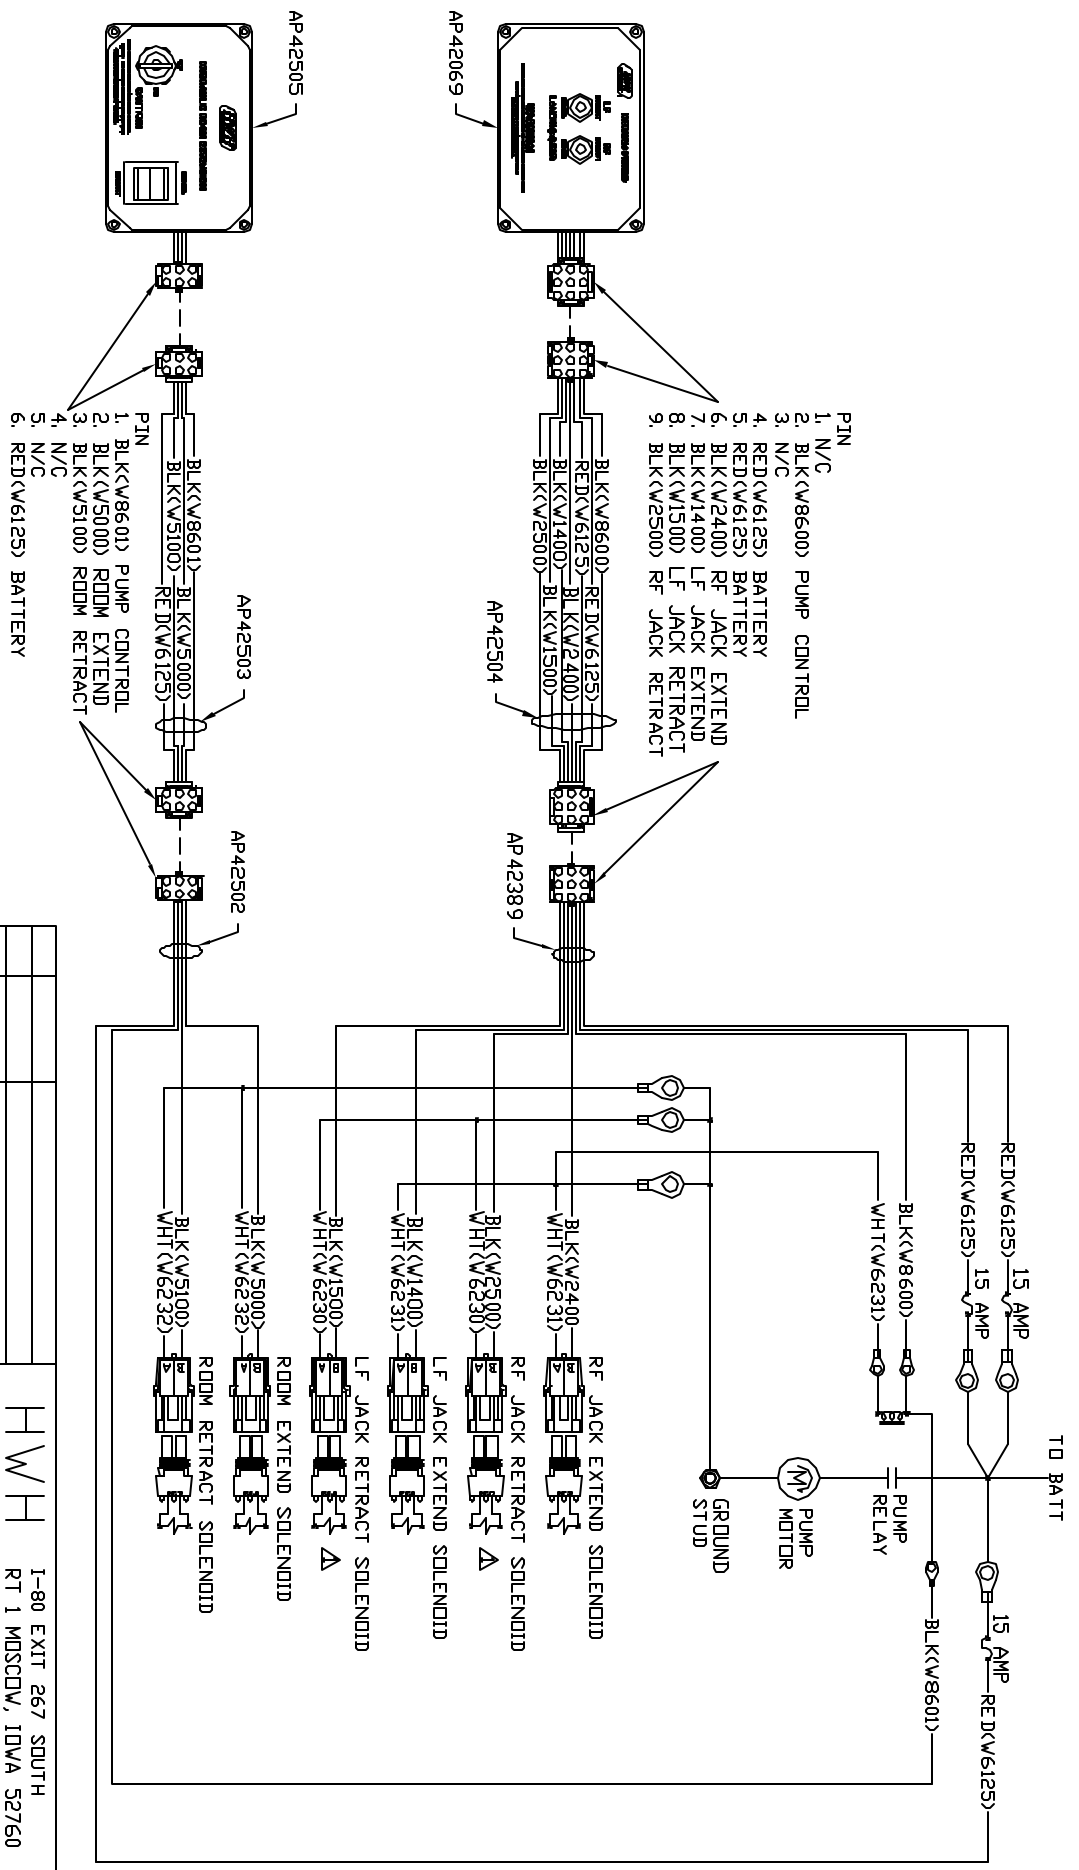 TO BATT
RED(W6125)
15 AMP
RED(W6125)
15 AMP
15 AMP
RED(W6125)
BLK(W8600)
WHT(W6231)
BLK(W8601)
PUMP
RELAY
PUMP
MOTOR
GROUND
STUD
PIN
1. N/C
2. BLK(W8600) PUMP CONTROL
3. N/C
4. RED(W6125) BATTERY
5. RED(W6125) BATTERY
6. BLK(W2400) RF JACK EXTEND
7. BLK(W1400) LF JACK EXTEND
8. BLK(W1500) LF JACK RETRACT
9. BLK(W2500) RF JACK RETRACT
AP42069
BLK(W8600)
RED(W6125)
RED(W6125)
BLK(W2400)
BLK(W1400)
BLK(W1500)
BLK(W2500)
AP42504
AP42389
BLK(W2400
WHT(W6231)
RF JACK EXTEND SOLENOID
BLK(W2500)
WHT(W6230)
RF JACK RETRACT SOLENOID
BLK(W1400)
WHT(W6231)
LF JACK EXTEND SOLENOID
BLK(W1500)
WHT(W6230)
LF JACK RETRACT SOLENOID
BLK(W5000)
WHT(W6232)
ROOM EXTEND SOLENOID
BLK(W5100)
WHT(W6232)
ROOM RETRACT SOLENOID
AP42505
AP42503
AP42502
BLK(W8601)
BLK(W5000)
BLK(W5100)
RED(W6125)
PIN
1. BLK(W8601) PUMP CONTROL
2. BLK(W5000) ROOM EXTEND
3. BLK(W5100) ROOM RETRACT
4. N/C
5. N/C
6. RED(W6125) BATTERY
HWH
I-80 EXIT 267 SOUTH
RT 1 MOSCOW, IOWA 52760